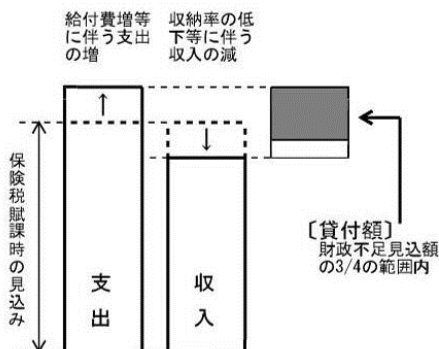 給付費増等
に伴う支出
の増
収納率の低
下等に伴う
収入の減
↑
↓
保険税賦課時の見込み
支出
収入
〔貸付額〕
財政不足見込額
の3/4の範囲内